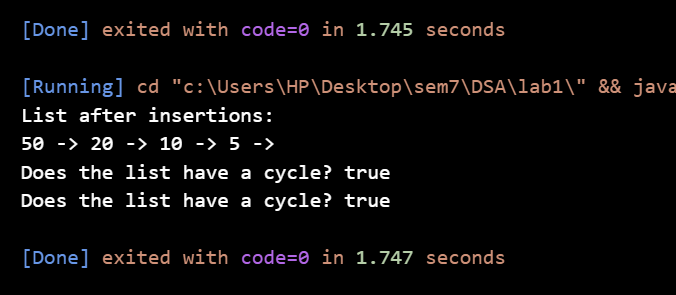 [Done] exited with code=0 in 1.745 seconds
[Running] cd "c:\Users\HP\Desktop\sem7\DSA\lab1\" && java
List after insertions:
50 -> 20 -> 10 -> 5 ->
Does the list have a cycle? true
Does the list have a cycle? true
[Done] exited with code=0 in 1.747 seconds